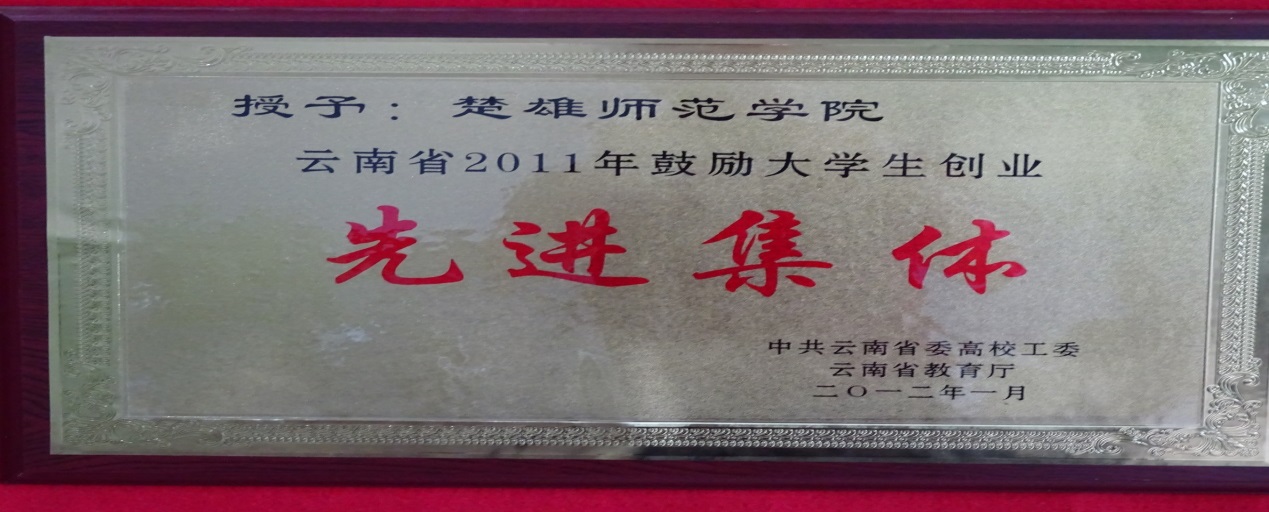 授予：楚雄师范学院
云南省2011年鼓励大学生创业
先进集体
中共云南省委高校工委
云南省教育厅
二〇一二年一月